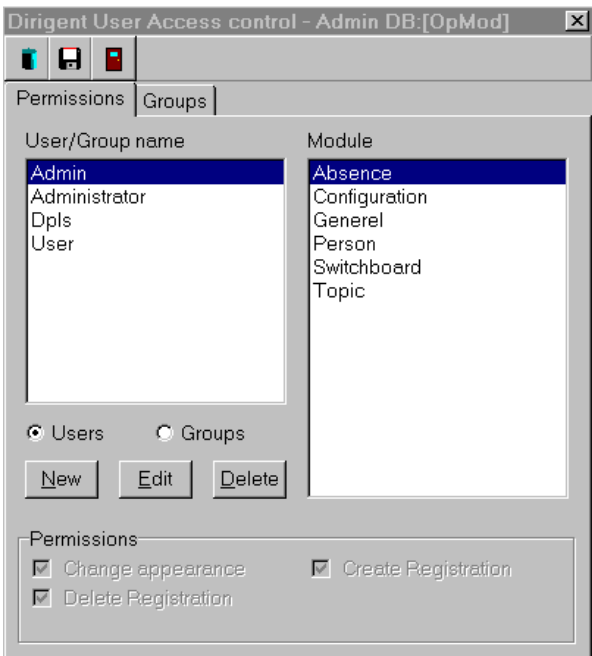 Dirigent User Access control - Admin DB:[OpMod]
Permissions Groups
User/Group name
Admin
Administrator
Dpls
User
Users Groups
New Edit Delete
Module
Absence
Configuration
Generel
Person
Switchboard
Topic
Permissions
Change appearance Create Registration
Delete Registration